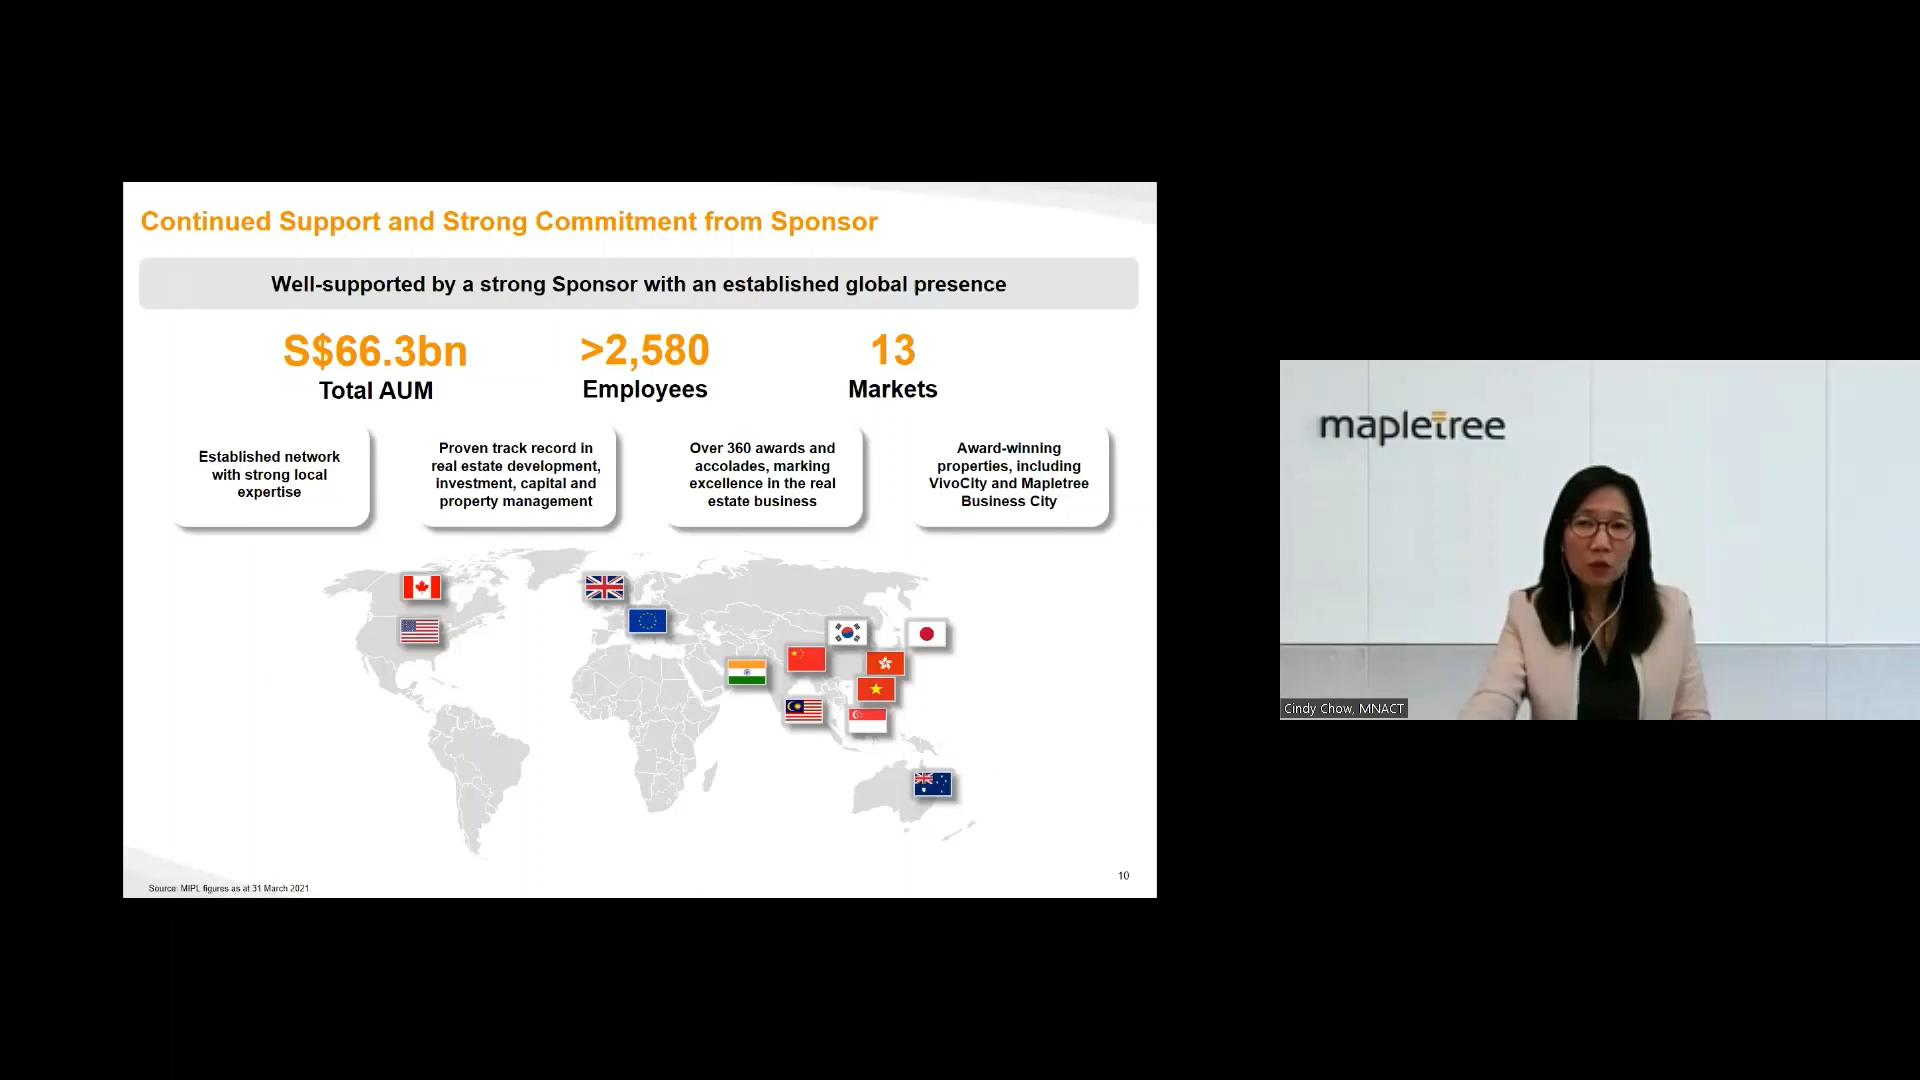 Continued Support and Strong Commitment from Sponsor
Well-supported by a strong Sponsor with an established global presence
S$66.3bn
Total AUM
>2,580
Employees
13
Markets
Established network
with strong local
expertise
Proven track record in
real estate development,
investment, capital and
property management
Over 360 awards and
accolades, marking
excellence in the real
estate business
Award-winning
properties, including
VivoCity and Mapletree
Business City
Source: MIPL figures as at 31 March 2021.
10
mapletree
Cindy Chow, MNACT